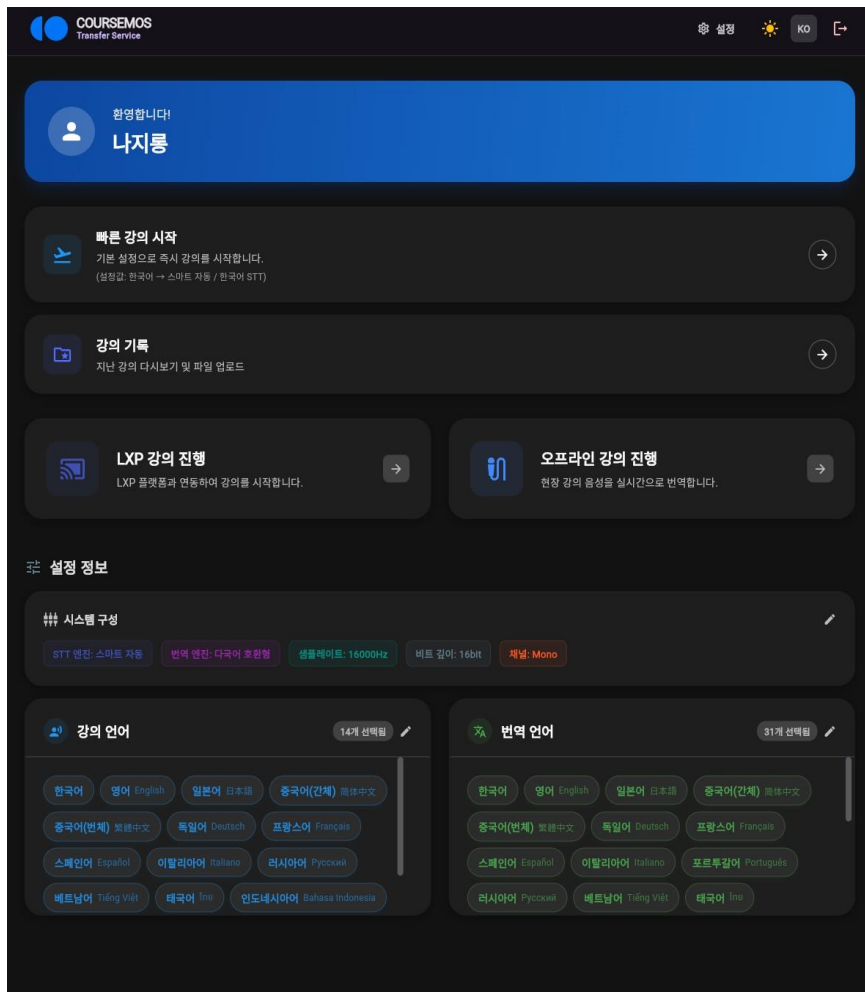 COURSEMOS
Transfer Service
설정
KO
환영합니다!
나지롱
빠른 강의 시작
기본 설정으로 즉시 강의를 시작합니다.
(설정값: 한국어 → 스마트 자동 / 한국어 STT)
강의 기록
지난 강의 다시보기 및 파일 업로드
LXP 강의 진행
LXP 플랫폼과 연동하여 강의를 시작합니다.
오프라인 강의 진행
현장 강의 음성을 실시간으로 번역합니다.
설정 정보
시스템 구성
STT 엔진: 스마트 자동
번역 엔진: 다국어 호환형
샘플레이트: 16000Hz
비트 깊이: 16bit
채널: Mono
강의 언어
14개 선택됨
한국어
영어 English
일본어 日本語
중국어(간체) 简体中文
중국어(번체) 繁體中文
독일어 Deutsch
프랑스어 Français
스페인어 Español
이탈리아어 Italiano
러시아어 Русский
베트남어 Tiếng Việt
태국어 ไทย
인도네시아어 Bahasa Indonesia
번역 언어
31개 선택됨
한국어
영어 English
일본어 日本語
중국어(간체) 简体中文
중국어(번체) 繁體中文
독일어 Deutsch
프랑스어 Français
스페인어 Español
이탈리아어 Italiano
포르투갈어 Português
러시아어 Русский
베트남어 Tiếng Việt
태국어 ไทย